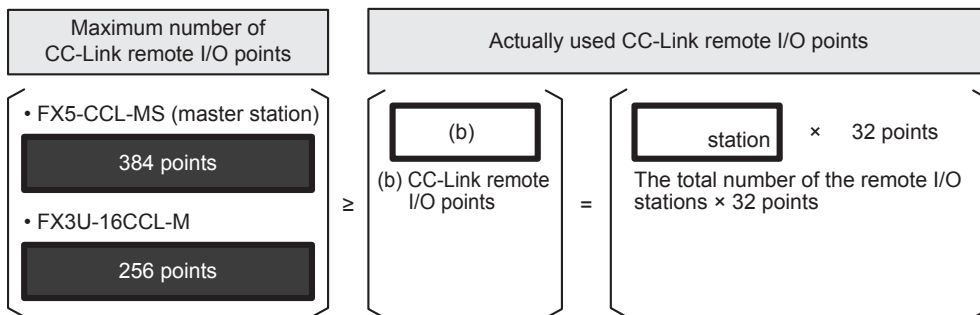 Maximum number of
CC-Link remote I/O points
Actually used CC-Link remote I/O points
• FX5-CCL-MS (master station)
384 points
• FX3U-16CCL-M
256 points
≥
(b)
(b) CC-Link remote
I/O points
=
station × 32 points
The total number of the remote I/O
stations × 32 points